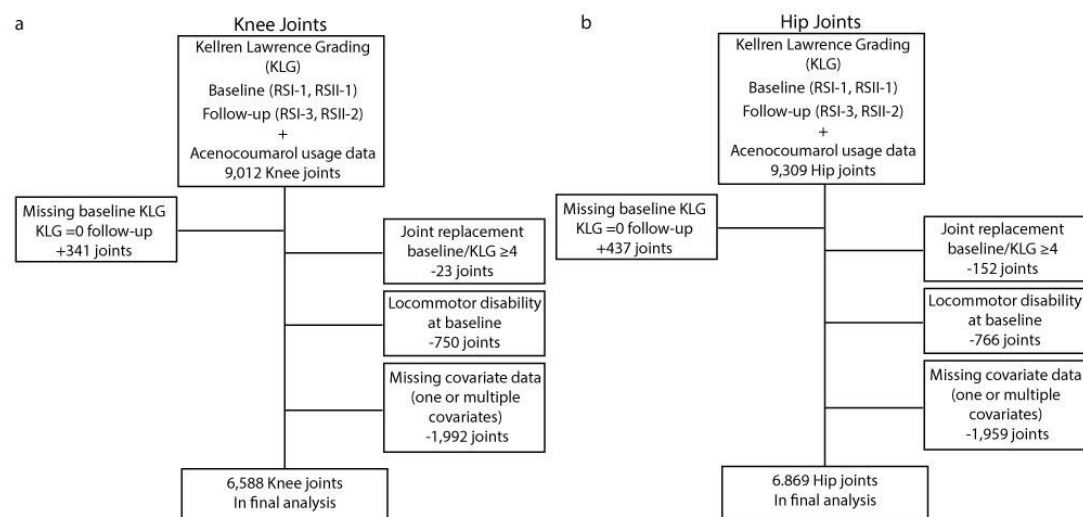 a
Knee Joints
Kellren Lawrence Grading
(KLG)
Baseline (RSI-1, RSII-1)
Follow-up (RSI-3, RSII-2)
+
Acenocoumarol usage data
9,012 Knee joints
Missing baseline KLG
KLG =0 follow-up
+341 joints
Joint replacement
baseline/KLG ≥4
-23 joints
Locommotor disability
at baseline
-750 joints
Missing covariate data
(one or multiple
covariates)
-1,992 joints
6,588 Knee joints
In final analysis
b
Hip Joints
Kellren Lawrence Grading
(KLG)
Baseline (RSI-1, RSII-1)
Follow-up (RSI-3, RSII-2)
+
Acenocoumarol usage data
9,309 Hip joints
Missing baseline KLG
KLG =0 follow-up
+437 joints
Joint replacement
baseline/KLG ≥4
-152 joints
Locommotor disability
at baseline
-766 joints
Missing covariate data
(one or multiple
covariates)
-1,959 joints
6.869 Hip joints
In final analysis